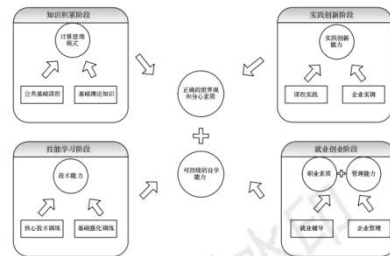 知识积累阶段
计算思维
模式
公共基础课程
基础理论知识
实践创新阶段
实践创新
能力
课程实践
企业实训
正确的世界观
和身心素质
可持续的自学
能力
技能学习阶段
技术能力
核心技术训练
基础强化训练
就业创业阶段
职业素质
管理能力
就业辅导
企业管理